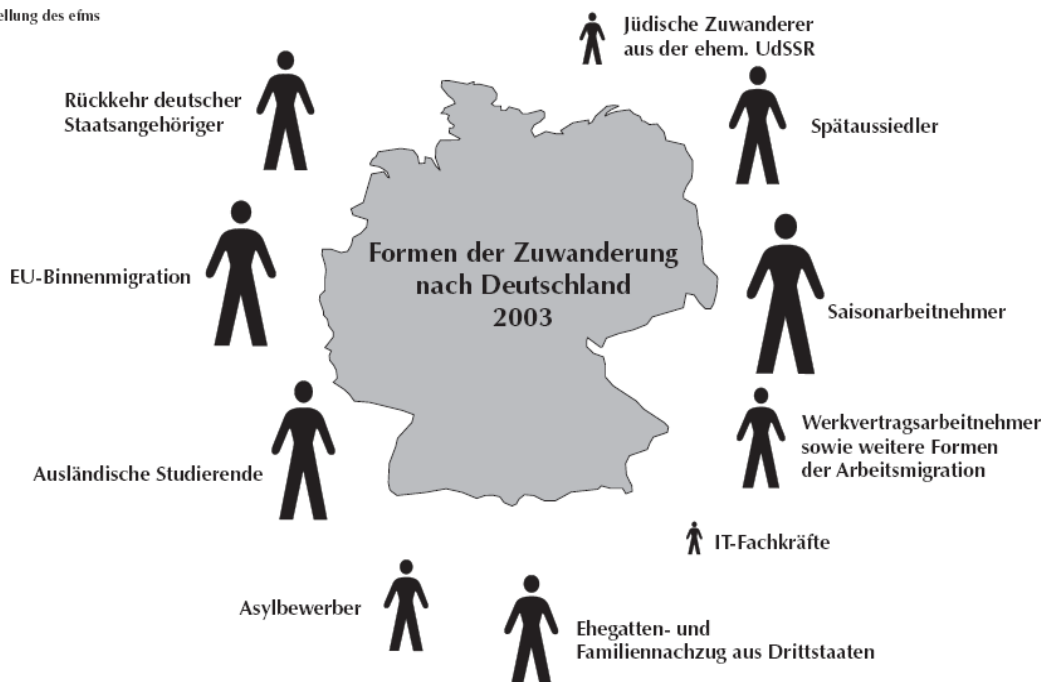 des efms
Jüdische Zuwanderer
aus der ehem. UdSSR
Rückkehr deutscher
Staatsangehöriger
Spätaussiedler
Formen der Zuwanderung
nach Deutschland
2003
EU-Binnenmigration
Saisonarbeitnehmer
Werkvertragsarbeitnehmer
sowie weitere Formen
der Arbeitsmigration
Ausländische Studierende
IT-Fachkräfte
Asylbewerber
Ehegatten- und
Familiennachzug aus Drittstaaten